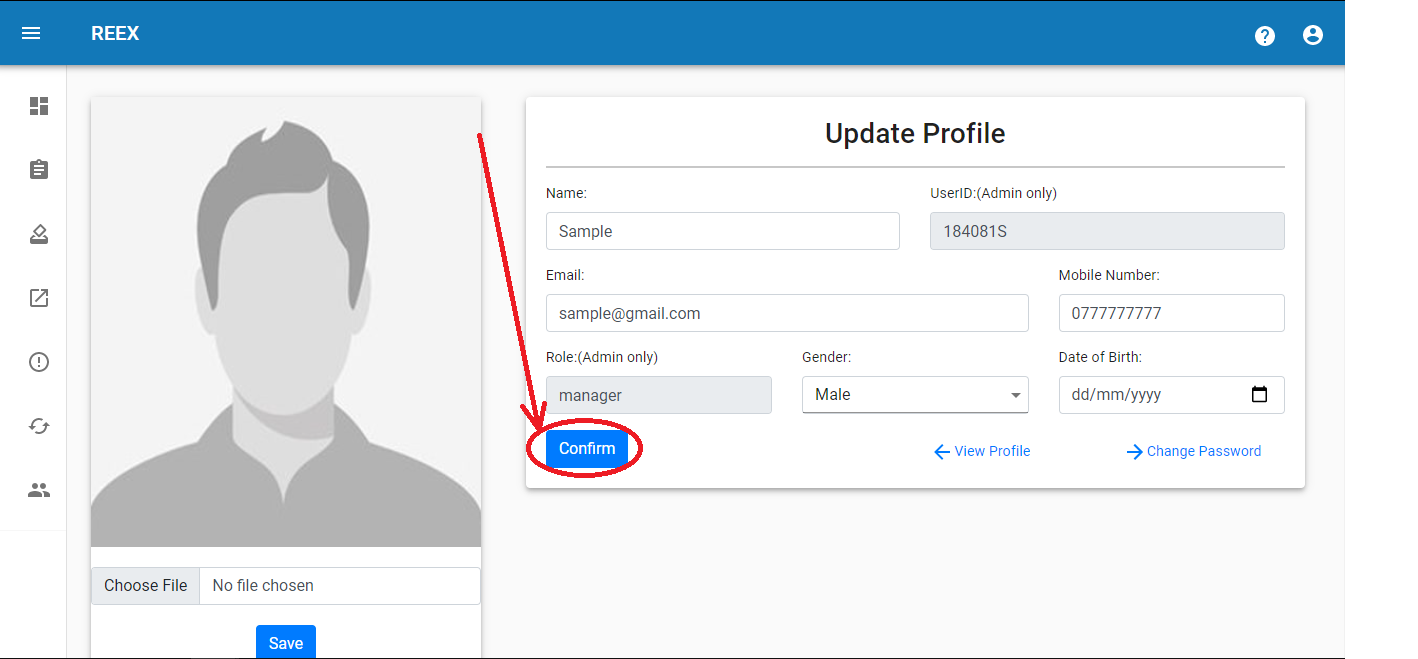 REEX
Update Profile
Name:
UserID:(Admin only)
Sample
184081S
Email:
Mobile Number:
sample@gmail.com
0777777777
Role:(Admin only)
Gender:
Date of Birth:
manager
Male
dd/mm/yyyy
Confirm
View Profile
Change Password
Choose File
No file chosen
Save